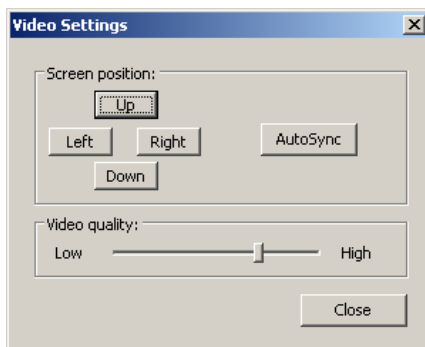 Video Settings
Screen position:
Up
Left Right AutoSync
Down
Video quality:
Low High
Close